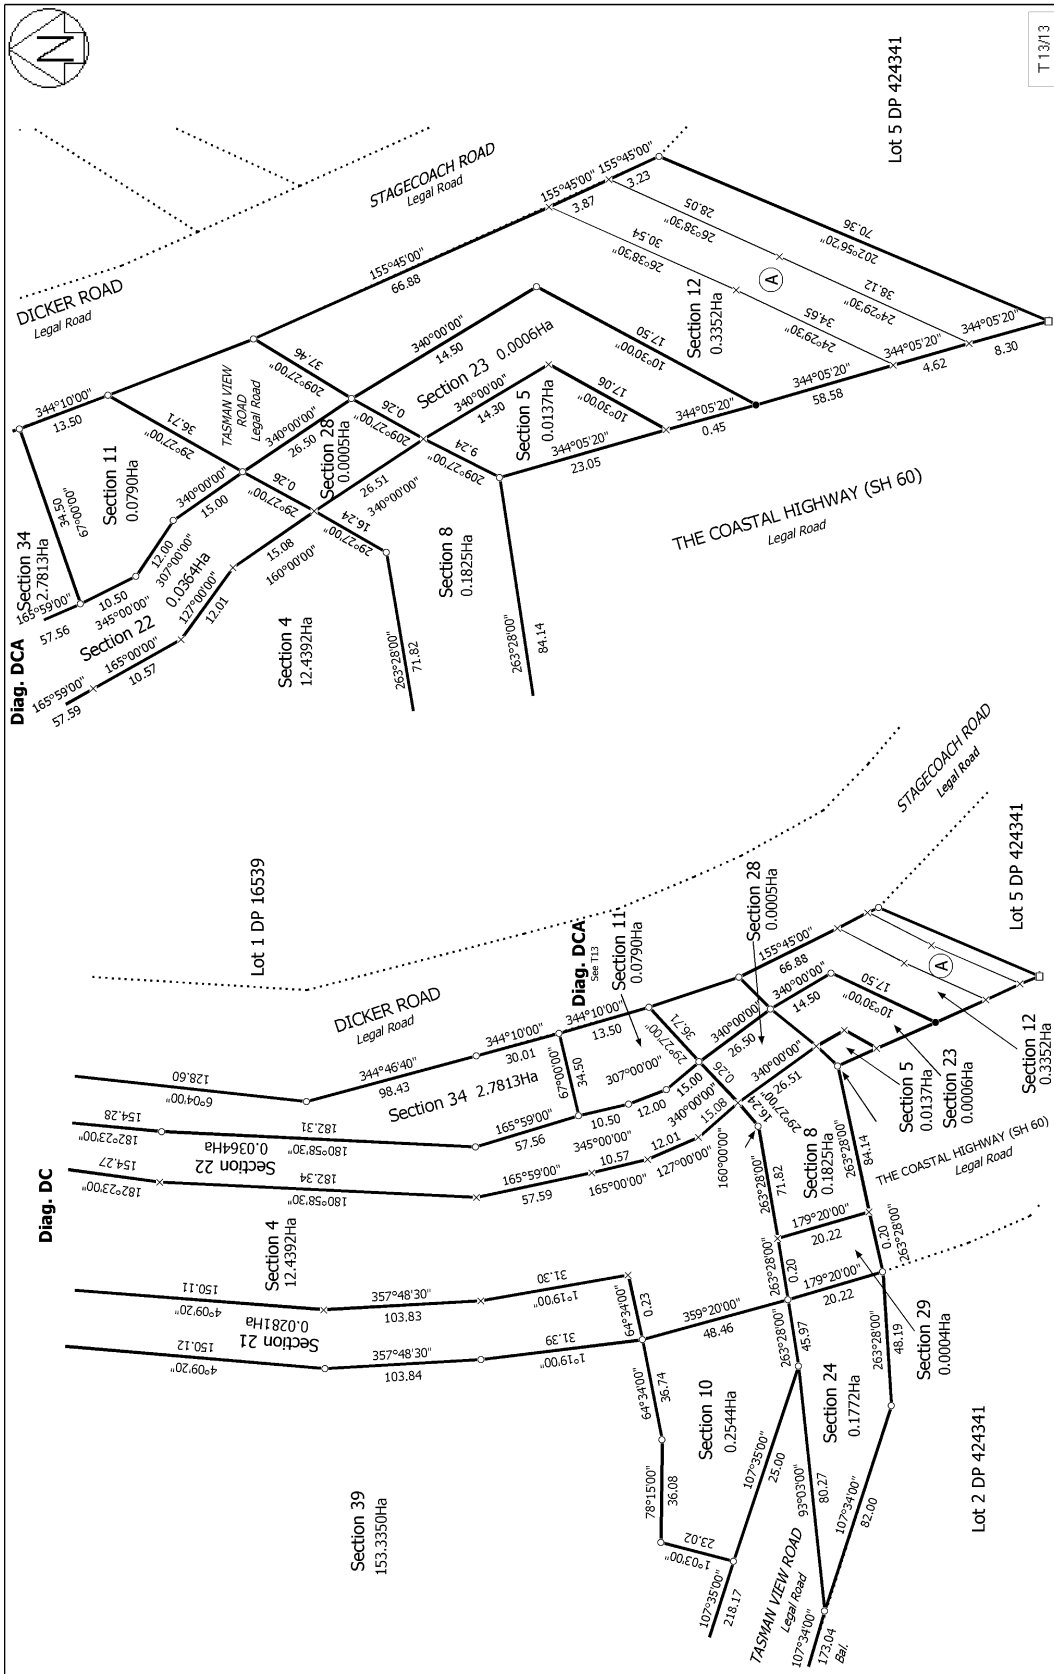 N
T 13/13
Diag. DCA
DICKER ROAD
Legal Road
STAGECOACH ROAD
Legal Road
Lot 5 DP 424341
344°10'00"
13.50
34.50
67°00'00"
Section 34
2.7813Ha
165°59'00"
57.56
Section 11
0.0790Ha
36.71
29°27'00"
TASMAN VIEW
ROAD
Legal Road
155°45'00"
66.88
37.46
209°27'00"
155°45'00"
3.87
155°45'00"
3.23
10.50
345°00'00"
12.00
307°00'00"
340°00'00"
15.00
340°00'00"
26.50
340°00'00"
14.50
Section 22
0.0364Ha
165°59'00"
57.59
165°00'00"
10.57
127°00'00"
12.01
15.08
160°00'00"
0.26
29°27'00"
Section 28
0.0005Ha
0.26
209°27'00"
Section 23 0.0006Ha
340°00'00"
14.30
17.50
10°30'00"
17.06
10°30'00"
30.54
26°38'30"
28.05
26°38'30"
A
38.12
24°29'30"
34.65
24°29'30"
70.36
202°56'20"
Section 12
0.3352Ha
26.51
340°00'00"
16.24
29°27'00"
9.24
209°27'00"
Section 5
0.0137Ha
344°05'20"
23.05
344°05'20"
0.45
344°05'20"
58.58
344°05'20"
4.62
344°05'20"
8.30
Section 4
12.4392Ha
263°28'00"
71.82
Section 8
0.1825Ha
263°28'00"
84.14
THE COASTAL HIGHWAY (SH 60)
Legal Road
Diag. DC
Lot 1 DP 16539
DICKER ROAD
Legal Road
STAGECOACH ROAD
Legal Road
Lot 5 DP 424341
128.60
6°04'00"
154.28
182°23'00"
154.27
182°23'00"
182.31
180°58'30"
Section 22
0.0364Ha
182.34
180°58'30"
344°46'40"
98.43
344°10'00"
30.01
344°10'00"
13.50
Section 34 2.7813Ha
67°00'00"
34.50
Diag. DCA
See T13
Section 11
0.0790Ha
Section 28
0.0005Ha
165°59'00"
57.56
165°59'00"
57.59
10.50
345°00'00"
10.57
165°00'00"
307°00'00"
12.00
12.01
127°00'00"
15.00
340°00'00"
15.08
160°00'00"
36.71
29°27'00"
0.26
340°00'00"
26.50
340°00'00"
26.51
16.24
29°27'00"
155°45'00"
66.88
340°00'00"
14.50
17.50
10°30'00"
A
Section 12
0.3352Ha
Section 23
0.0006Ha
Section 5
0.0137Ha
Section 8
0.1825Ha
263°28'00"
71.82
263°28'00"
84.14
THE COASTAL HIGHWAY (SH 60)
Legal Road
Section 4
12.4392Ha
150.11
4°09'20"
Section 21
0.0281Ha
150.12
4°09'20"
357°48'30"
103.83
357°48'30"
103.84
31.30
1°19'00"
31.39
1°19'00"
64°34'00"
0.23
359°20'00"
48.46
263°28'00"
0.20
179°20'00"
20.22
179°20'00"
20.22
0.20
263°28'00"
Section 29
0.0004Ha
Section 39
153.3350Ha
64°34'00"
36.74
78°15'00"
36.08
23.02
1°03'00"
Section 10
0.2544Ha
107°35'00"
25.00
263°28'00"
45.97
Section 24
0.1772Ha
263°28'00"
48.19
93°03'00"
80.27
107°34'00"
82.00
107°35'00"
218.17
TASMAN VIEW ROAD
Legal Road
107°34'00"
173.04
Bal.
Lot 2 DP 424341